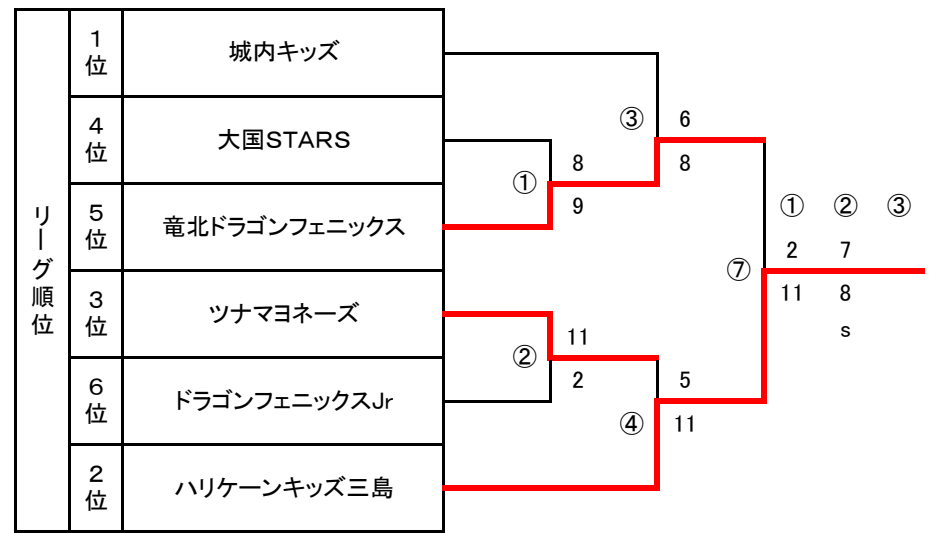 リーグ順位
1位
城内キッズ
4位
大国STARS
5位
竜北ドラゴンフェニックス
3位
ツナマヨネーズ
6位
ドラゴンフェニックスJr
2位
ハリケーンキッズ三島
①
8
9
②
11
2
③
6
8
④
5
11
⑦
① ② ③
2 7
11 8
s